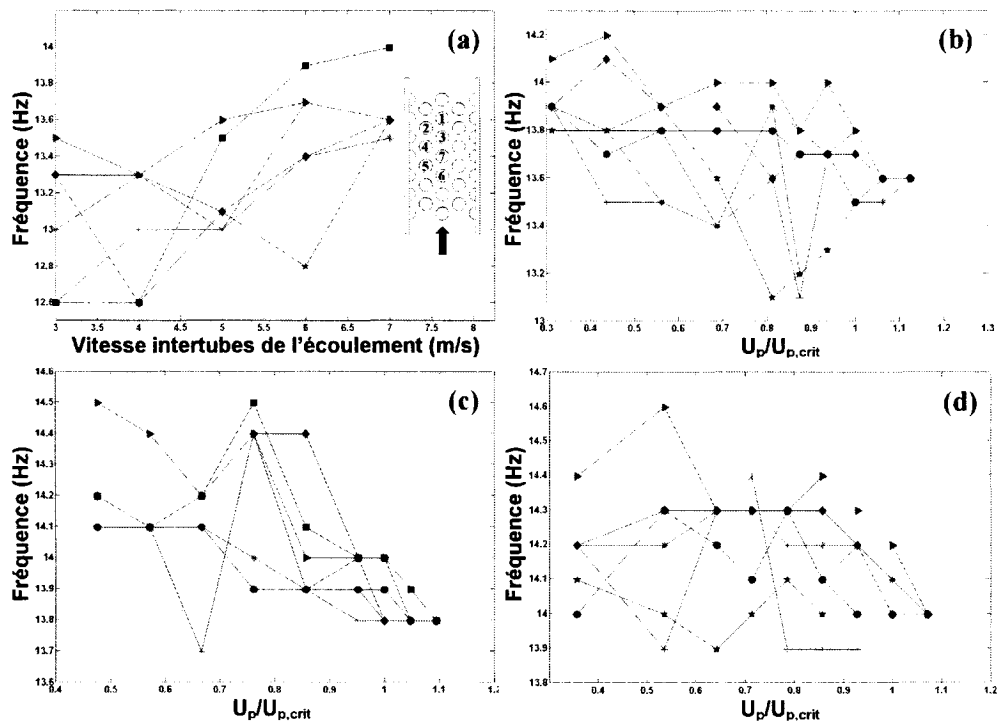 (a)
14
13.8
13.6
13.4
13.2
13
12.8
12.6
Fréquence (Hz)
1
2
3
4
7
5
6
3 3.5 4 4.5 5 5.5 6 6.5 7 7.5 8
Vitesse intertubes de l'écoulement (m/s)
(b)
14.2
14
13.8
13.6
13.4
13.2
13
Fréquence (Hz)
0.3 0.4 0.5 0.6 0.7 0.8 0.9 1 1.1 1.2 1.3
Up/Up,crit
(c)
14.6
14.5
14.4
14.3
14.2
14.1
14
13.9
13.8
13.7
13.6
Fréquence (Hz)
0.4 0.5 0.6 0.7 0.8 0.9 1 1.1 1.2
Up/Up,crit
(d)
14.7
14.6
14.5
14.4
14.3
14.2
14.1
14
13.9
13.8
Fréquence (Hz)
0.3 0.4 0.5 0.6 0.7 0.8 0.9 1 1.1 1.2
Up/Up,crit